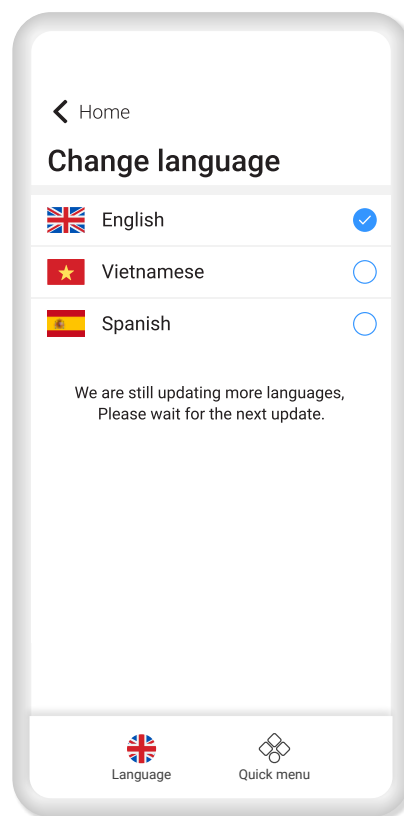 Home
Change language
English
Vietnamese
Spanish
We are still updating more languages,
Please wait for the next update.
Language
Quick menu